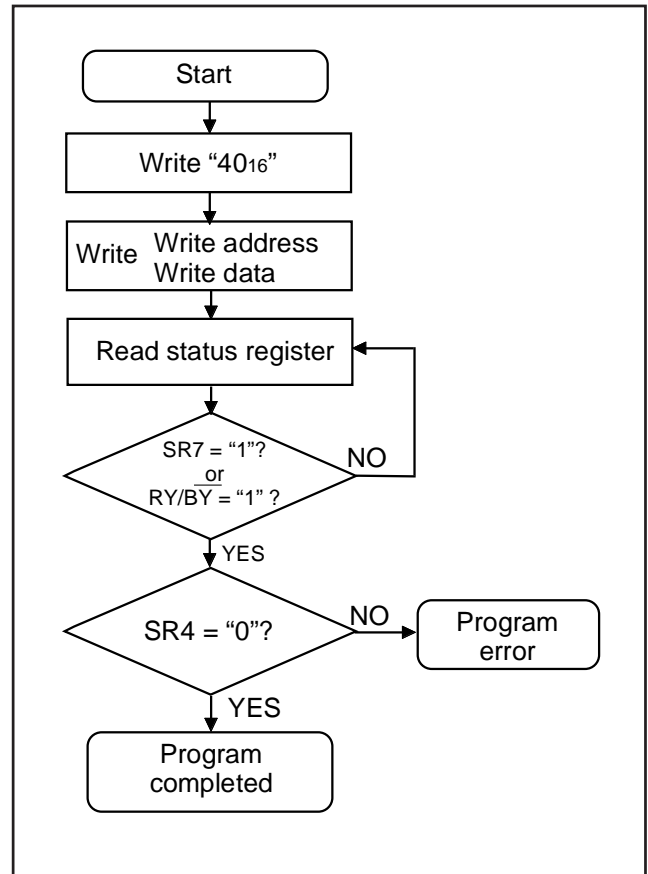 Start
Write “40₁₆”
Write
Write address
Write data
Read status register
SR7 = “1”?
or
RY/B̅Y̅ = “1” ?
NO
YES
SR4 = “0”?
NO
Program
error
YES
Program
completed